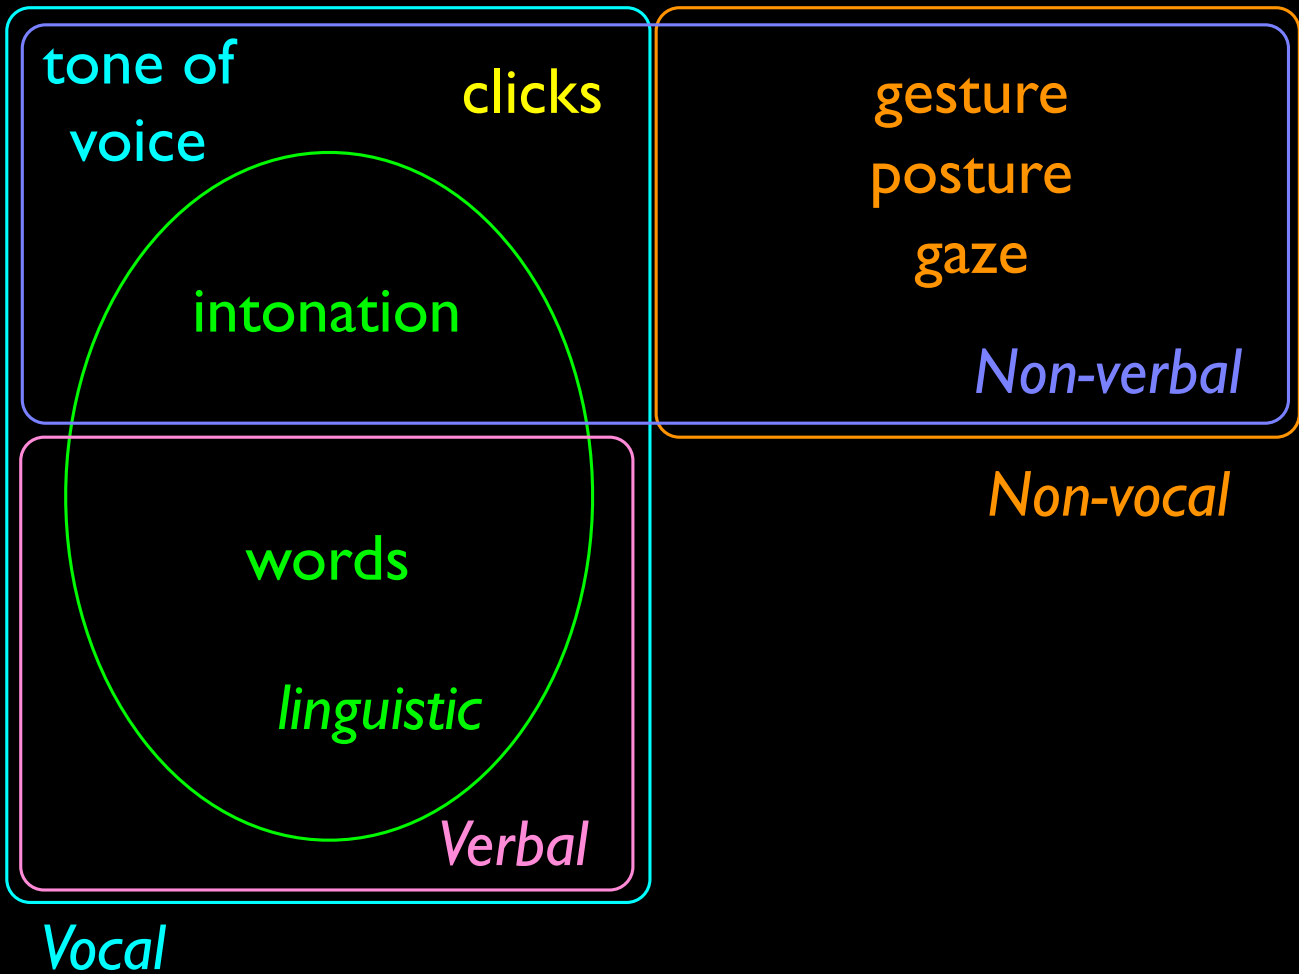 tone of
voice
clicks
intonation
gesture
posture
gaze
Non-verbal
Non-vocal
words
linguistic
Verbal
Vocal